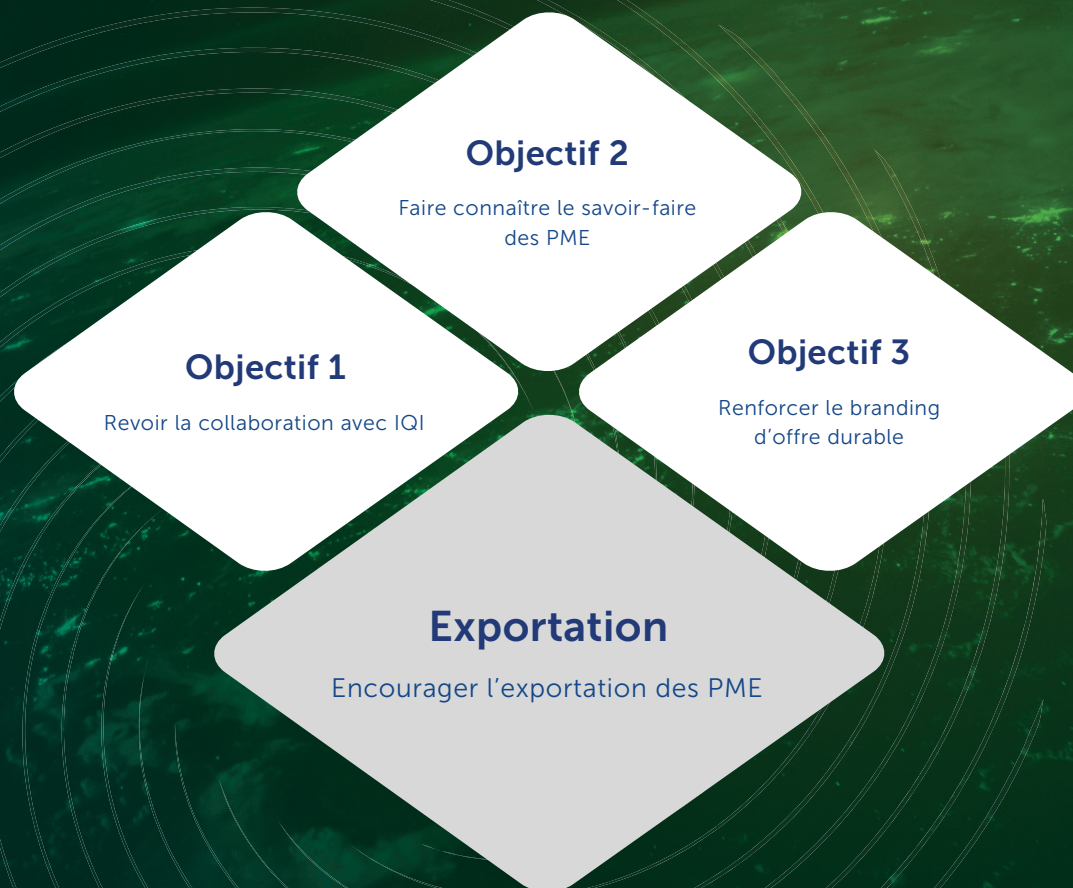 Objectif 2
Faire connaître le savoir-faire
des PME
Objectif 1
Revoir la collaboration avec IQI
Objectif 3
Renforcer le branding
d’offre durable
Exportation
Encourager l’exportation des PME